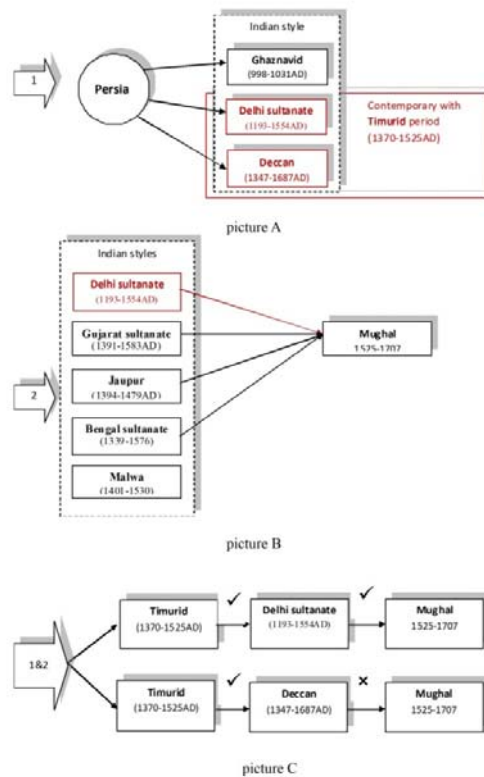 Indian style
1
Persia
Ghaznavid
(998-1031AD)
Delhi sultanate
(1193-1554AD)
Deccan
(1347-1687AD)
Contemporary with
Timurid period
(1370-1525AD)
picture A
Indian styles
2
Delhi sultanate
(1193-1554AD)
Gujarat sultanate
(1391-1583AD)
Jaupur
(1394-1479AD)
Bengal sultanate
(1339-1576)
Malwa
(1401-1530)
Mughal
1525-1707
picture B
1&2
Timurid
(1370-1525AD)
Delhi sultanate
(1193-1554AD)
Mughal
1525-1707
Timurid
(1370-1525AD)
Deccan
(1347-1687AD)
Mughal
1525-1707
picture C